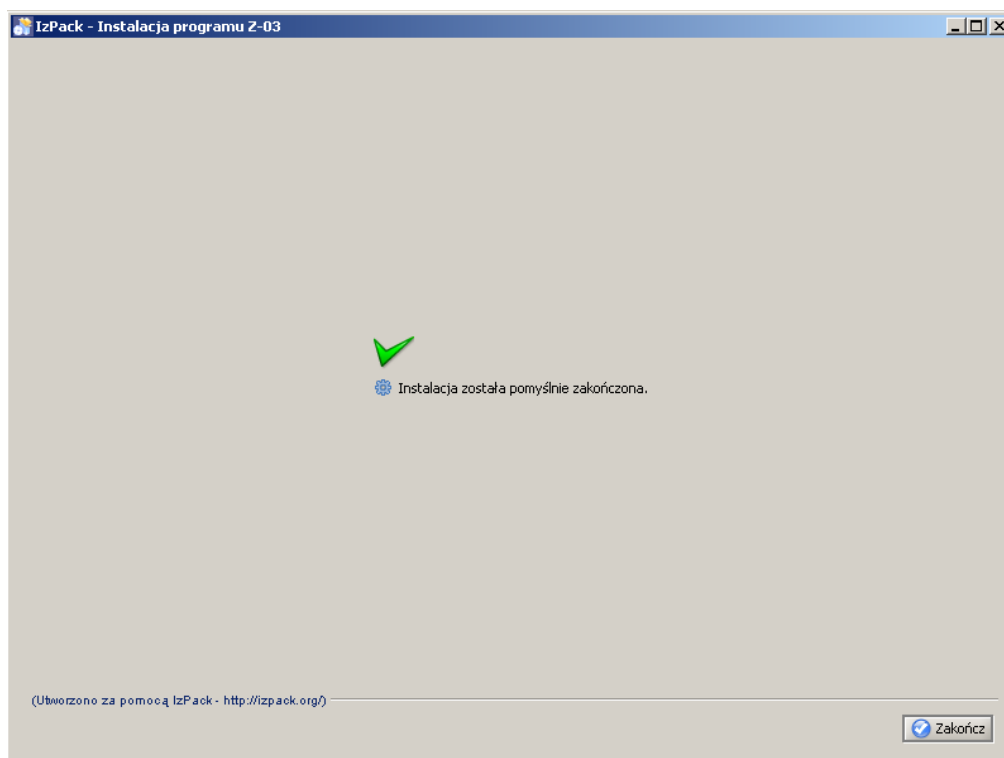 IzPack - Instalacja programu Z-03
Instalacja została pomyślnie zakończona.
(Utworzono za pomocą IzPack - http://izpack.org/)
Zakończ